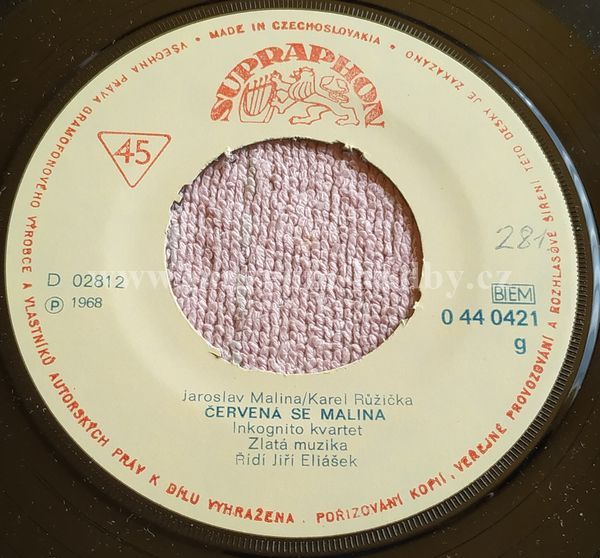 VŠECHNA PRÁVA GRAMOFONOVÉHO VÝROBCE A VLASTNÍKŮ AUTORSKÝCH PRÁV K DÍLU VYHRAŽENA. POŘIZOVÁNÍ KOPIÍ, VEŘEJNÉ PROVOZOVÁNÍ A ROZHLASOVÉ ŠÍŘENÍ TÉTO DESKY JE ZAKÁZÁNO
• MADE IN CZECHOSLOVAKIA •
SUPRAPHON
45
281
D 02812
BIEM
℗ 1968
0 44 0421
g
Jaroslav Malina/Karel Růžička
ČERVENÁ SE MALINA
Inkognito kvartet
Zlatá muzika
Řídí Jiří Eliášek